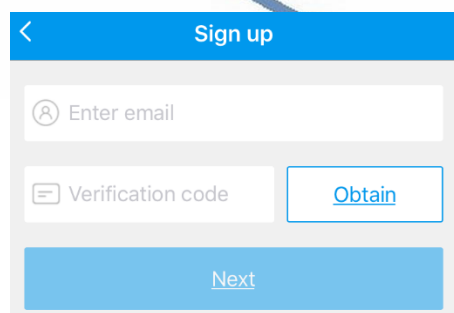 Sign up
Enter email
Verification code
Obtain
Next